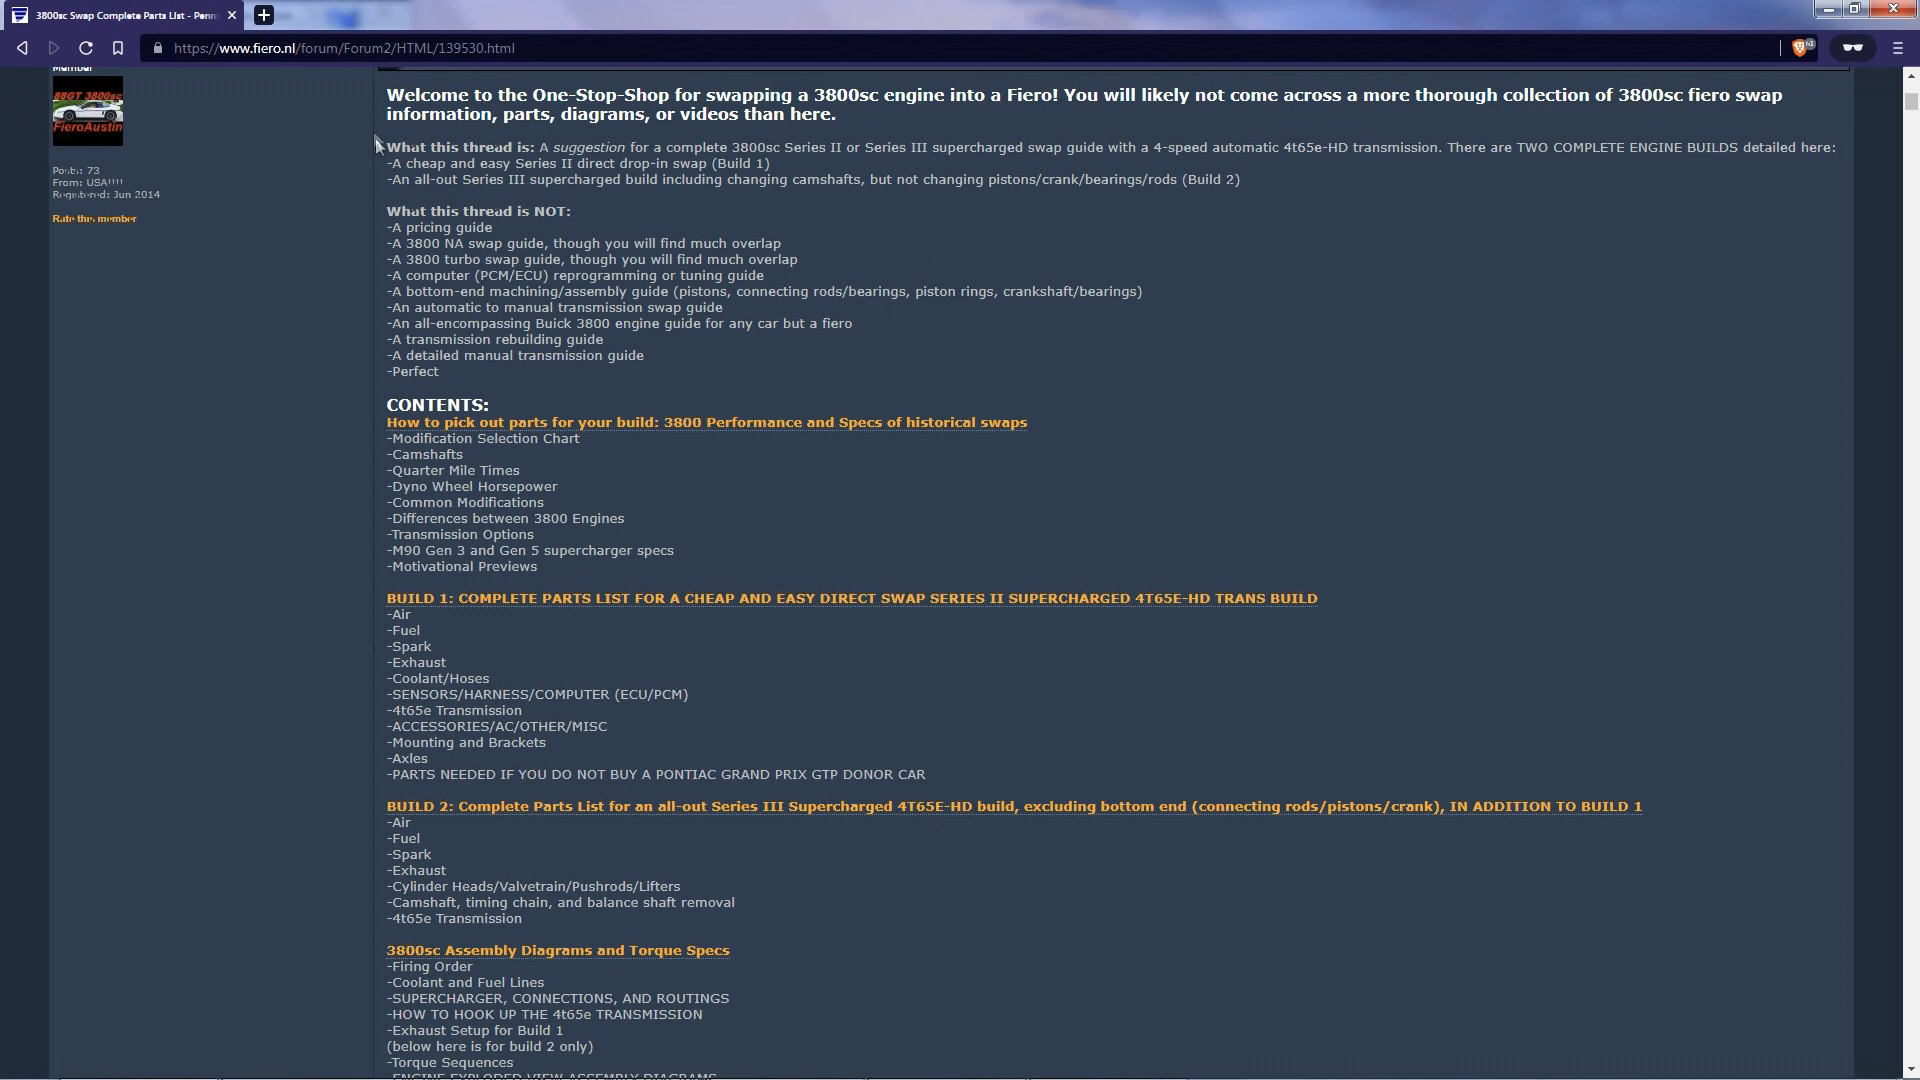 3800sc Swap Complete Parts List - Penn
https://www.fiero.nl/forum/Forum2/HTML/139530.html
Member
88GT 3800sc
FieroAustin
Posts: 73
From: USA!!!!
Registered: Jun 2014
Rate this member
Welcome to the One-Stop-Shop for swapping a 3800sc engine into a Fiero! You will likely not come across a more thorough collection of 3800sc fiero swap
information, parts, diagrams, or videos than here.
What this thread is: A suggestion for a complete 3800sc Series II or Series III supercharged swap guide with a 4-speed automatic 4t65e-HD transmission. There are TWO COMPLETE ENGINE BUILDS detailed here:
-A cheap and easy Series II direct drop-in swap (Build 1)
-An all-out Series III supercharged build including changing camshafts, but not changing pistons/crank/bearings/rods (Build 2)
What this thread is NOT:
-A pricing guide
-A 3800 NA swap guide, though you will find much overlap
-A 3800 turbo swap guide, though you will find much overlap
-A computer (PCM/ECU) reprogramming or tuning guide
-A bottom-end machining/assembly guide (pistons, connecting rods/bearings, piston rings, crankshaft/bearings)
-An automatic to manual transmission swap guide
-An all-encompassing Buick 3800 engine guide for any car but a fiero
-A transmission rebuilding guide
-A detailed manual transmission guide
-Perfect
CONTENTS:
How to pick out parts for your build: 3800 Performance and Specs of historical swaps
-Modification Selection Chart
-Camshafts
-Quarter Mile Times
-Dyno Wheel Horsepower
-Common Modifications
-Differences between 3800 Engines
-Transmission Options
-M90 Gen 3 and Gen 5 supercharger specs
-Motivational Previews
BUILD 1: COMPLETE PARTS LIST FOR A CHEAP AND EASY DIRECT SWAP SERIES II SUPERCHARGED 4T65E-HD TRANS BUILD
-Air
-Fuel
-Spark
-Exhaust
-Coolant/Hoses
-SENSORS/HARNESS/COMPUTER (ECU/PCM)
-4t65e Transmission
-ACCESSORIES/AC/OTHER/MISC
-Mounting and Brackets
-Axles
-PARTS NEEDED IF YOU DO NOT BUY A PONTIAC GRAND PRIX GTP DONOR CAR
BUILD 2: Complete Parts List for an all-out Series III Supercharged 4T65E-HD build, excluding bottom end (connecting rods/pistons/crank), IN ADDITION TO BUILD 1
-Air
-Fuel
-Spark
-Exhaust
-Cylinder Heads/Valvetrain/Pushrods/Lifters
-Camshaft, timing chain, and balance shaft removal
-4t65e Transmission
3800sc Assembly Diagrams and Torque Specs
-Firing Order
-Coolant and Fuel Lines
-SUPERCHARGER, CONNECTIONS, AND ROUTINGS
-HOW TO HOOK UP THE 4t65e TRANSMISSION
-Exhaust Setup for Build 1
(below here is for build 2 only)
-Torque Sequences
-ENGINE EXPLODED VIEW ASSEMBLY DIAGRAMS